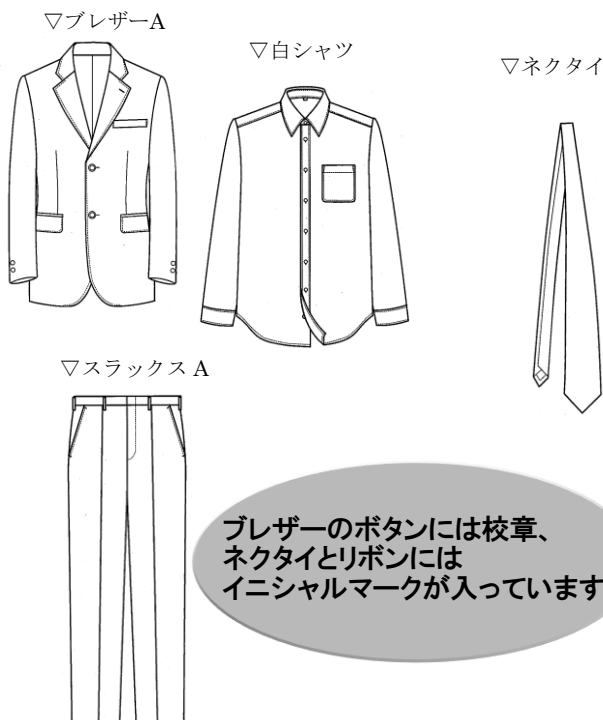 ▽ブレザーA
▽白シャツ
▽ネクタイ
▽スラックス A
ブレザーのボタンには校章、
ネクタイとリボンには
イニシャルマークが入っています